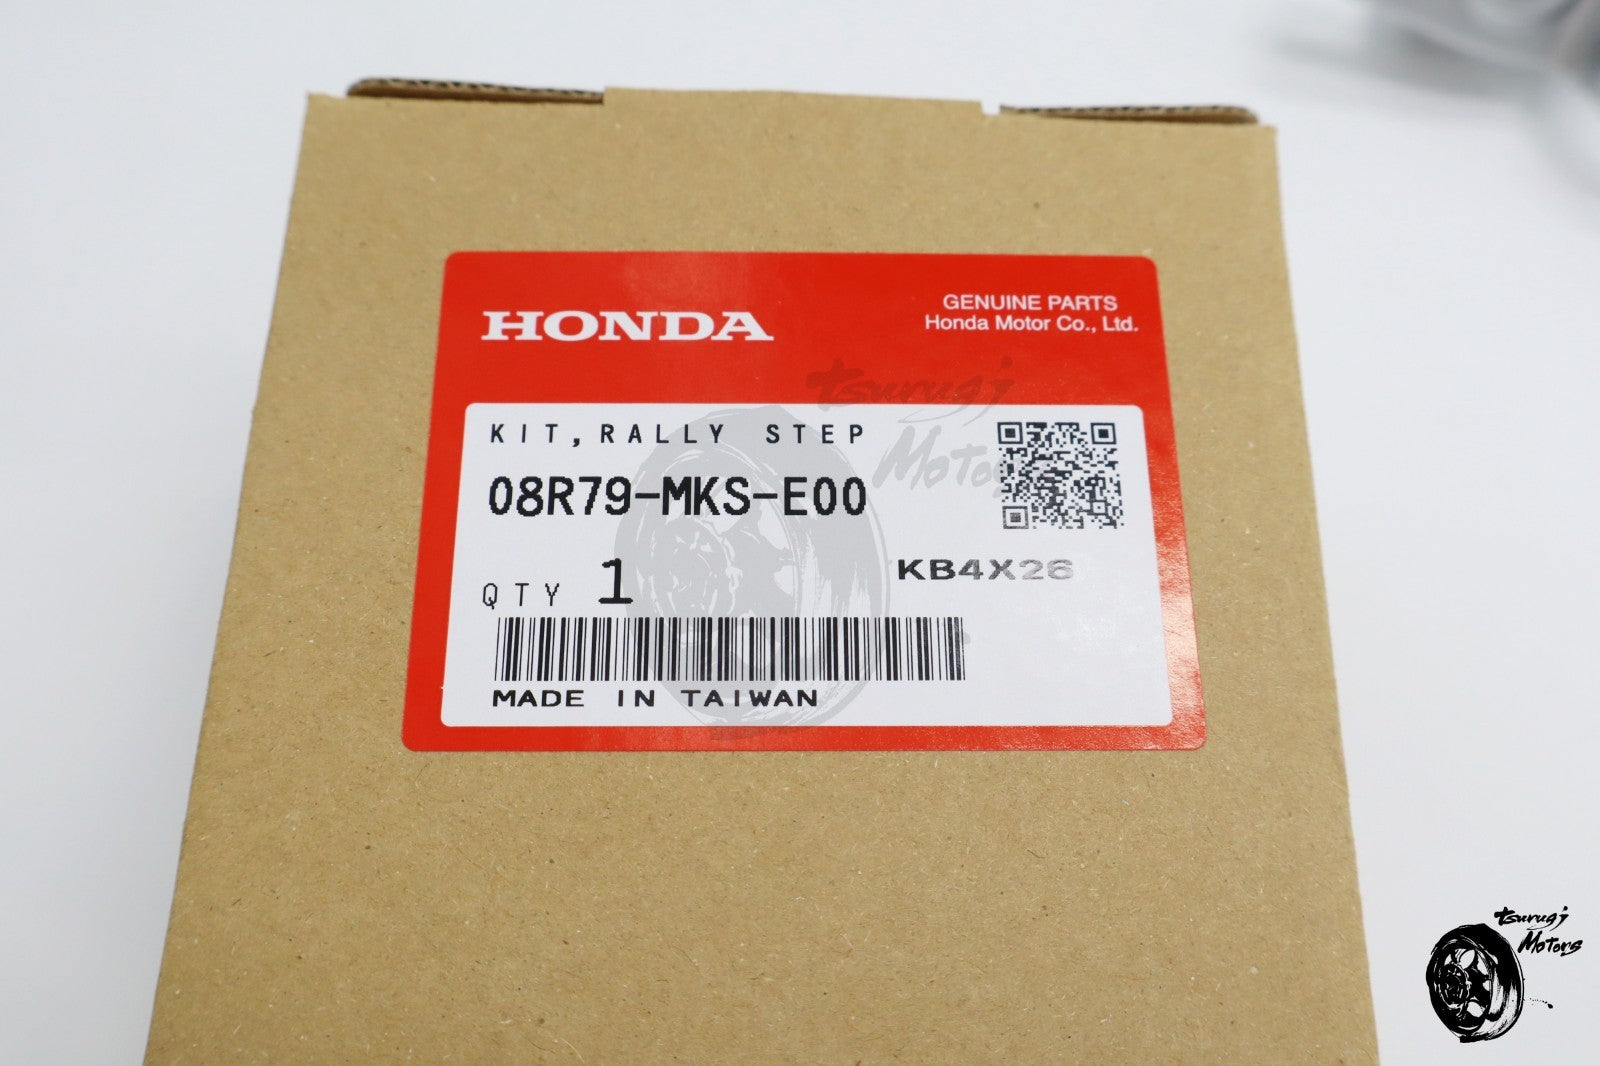 HONDA
GENUINE PARTS
Honda Motor Co., Ltd.
KIT, RALLY STEP
08R79-MKS-E00
QTY 1
KB4X26
MADE IN TAIWAN
tsurugi
Motors
tsurugi
Motors